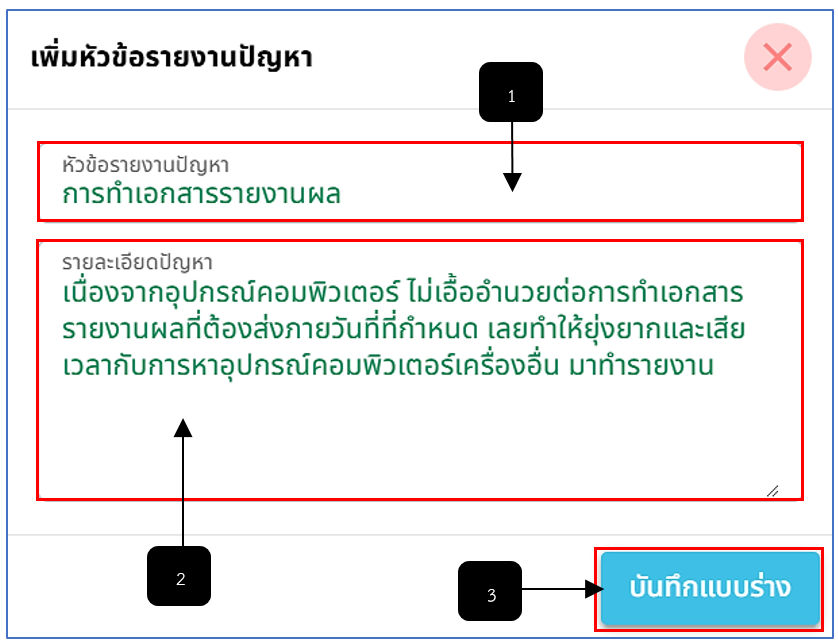 เพิ่มหัวข้อรายงานปัญหา
1
หัวข้อรายงานปัญหา
การทำเอกสารรายงานผล
รายละเอียดปัญหา
เนื่องจากอุปกรณ์คอมพิวเตอร์ ไม่เอื้ออำนวยต่อการทำเอกสาร
รายงานผลที่ต้องส่งภายวันที่ที่กำหนด เลยทำให้ยุ่งยากและเสีย
เวลากับการหาอุปกรณ์คอมพิวเตอร์เครื่องอื่น มาทำรายงาน
2
3
บันทึกแบบร่าง